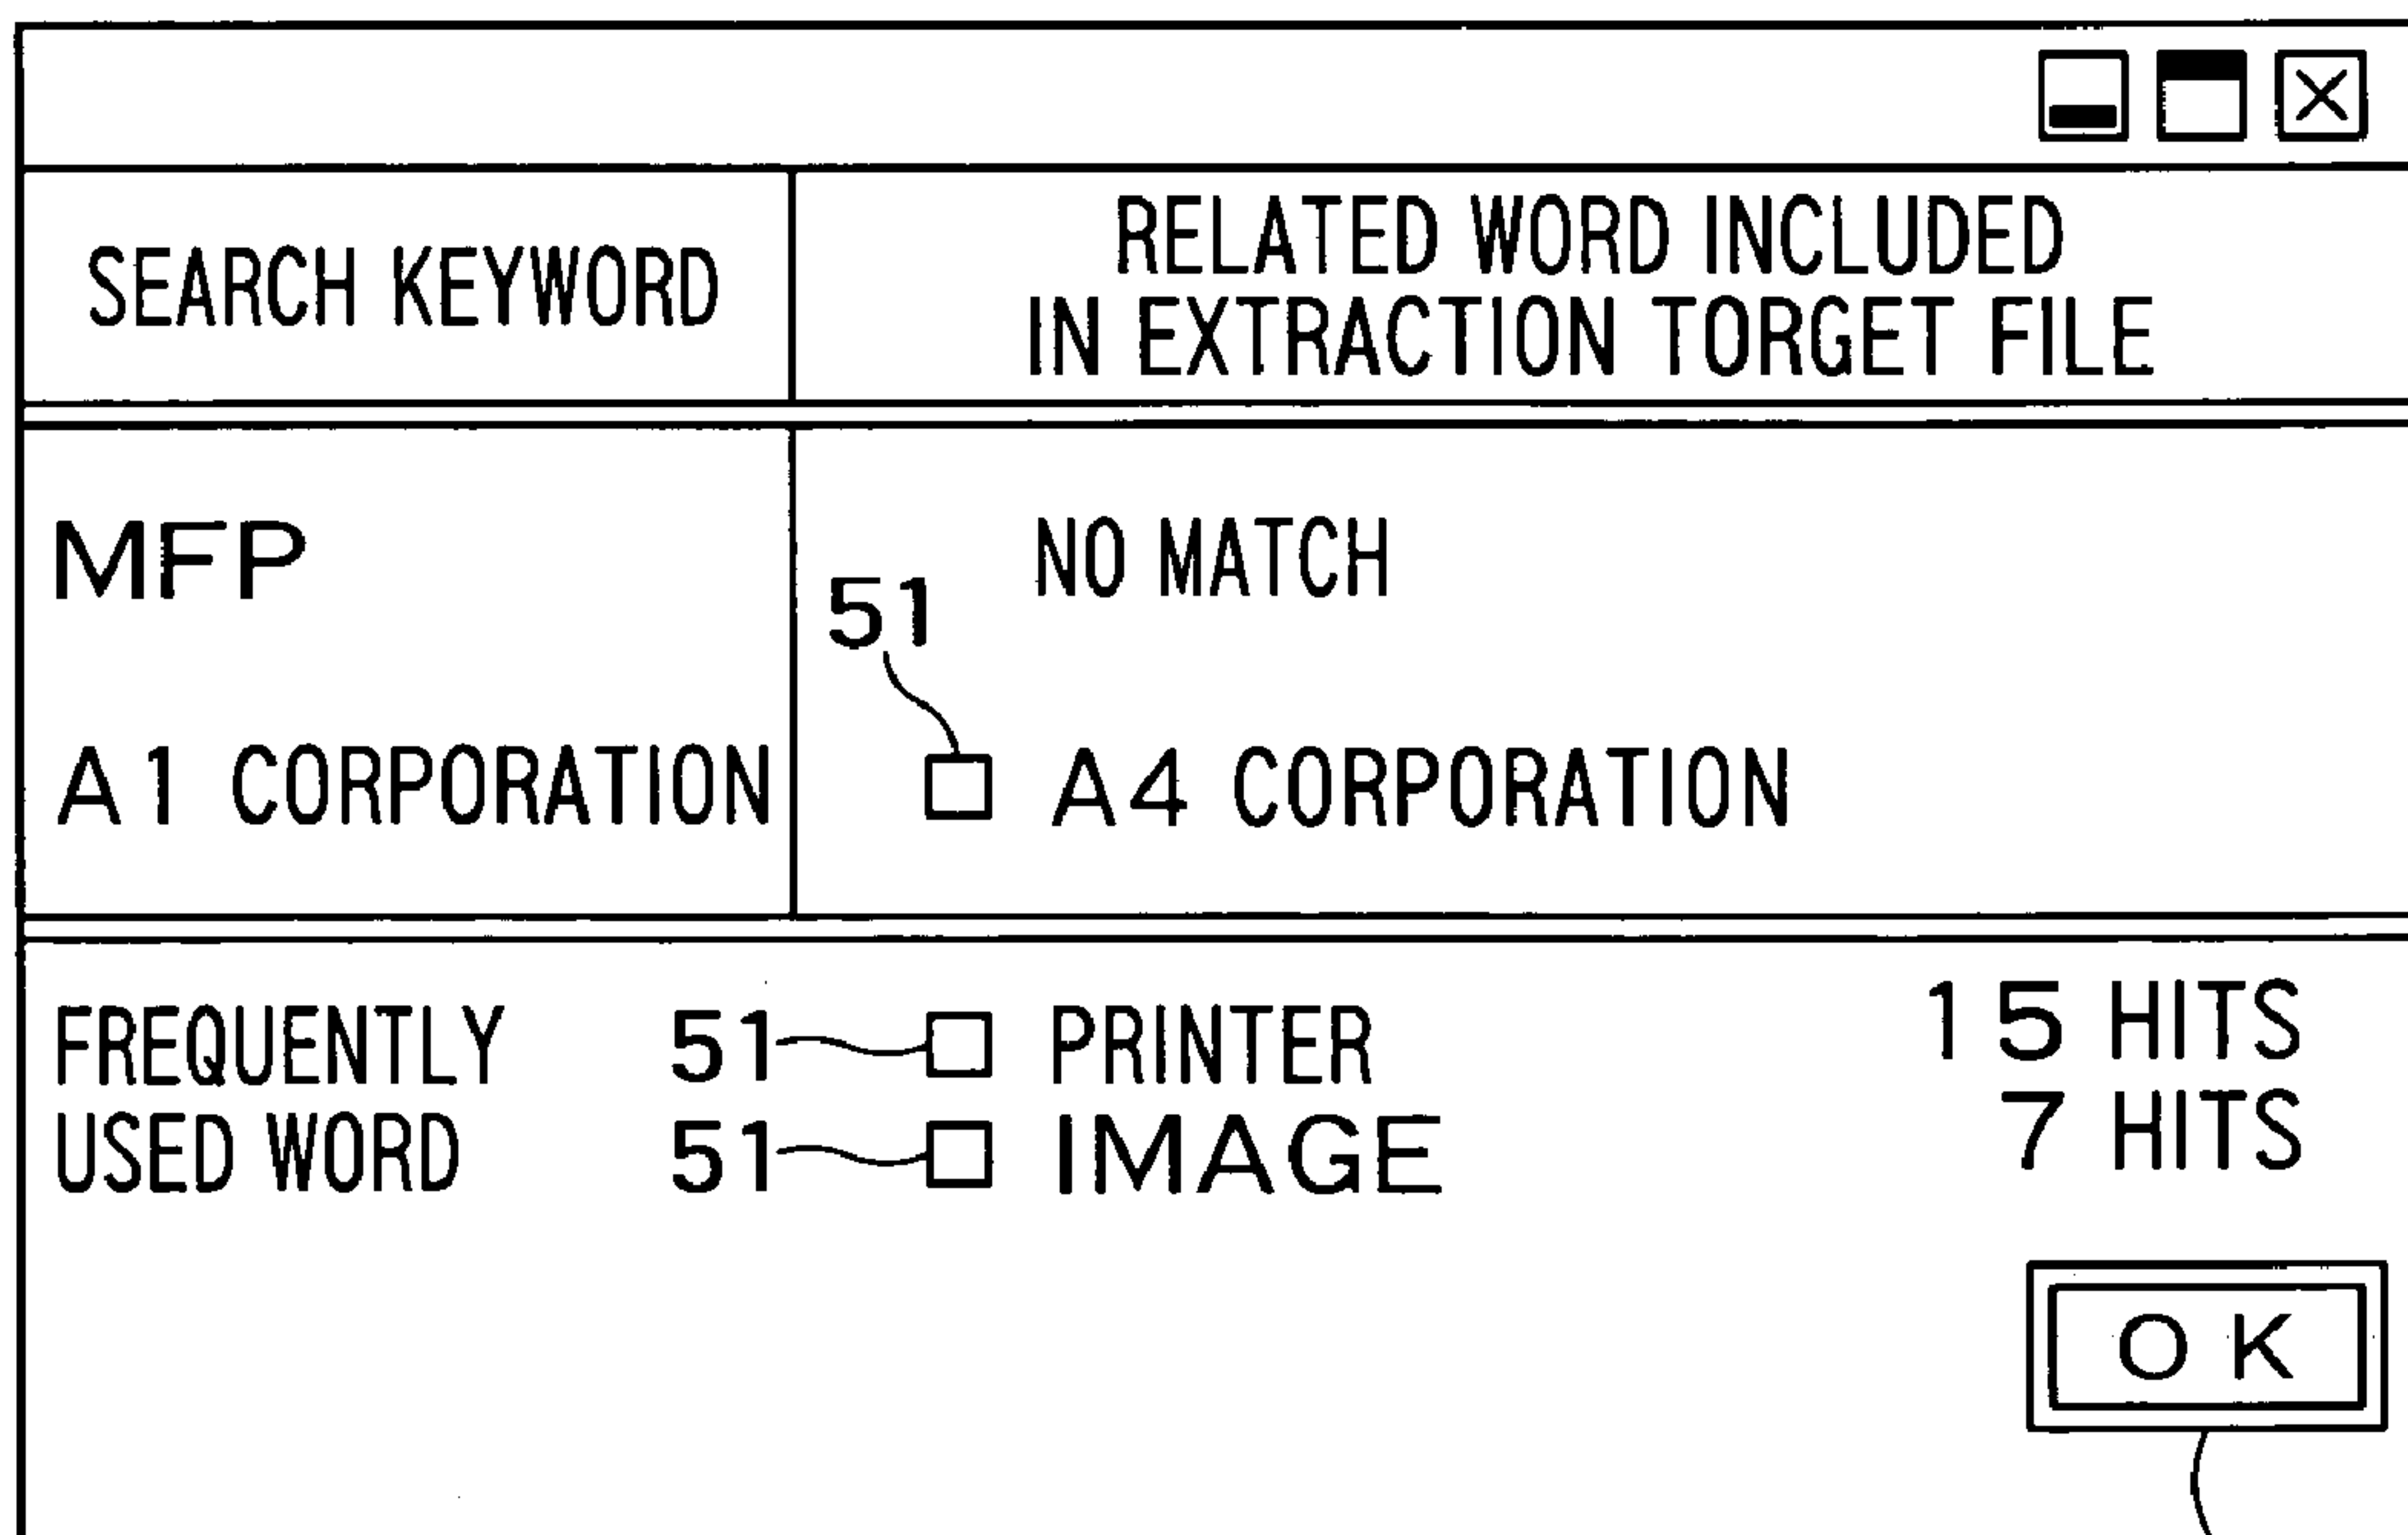 SEARCH KEYWORD
RELATED WORD INCLUDED
IN EXTRACTION TORGET FILE
MFP
NO MATCH
51
A1 CORPORATION
A4 CORPORATION
FREQUENTLY
USED WORD
51 PRINTER 15 HITS
51 IMAGE 7 HITS
OK